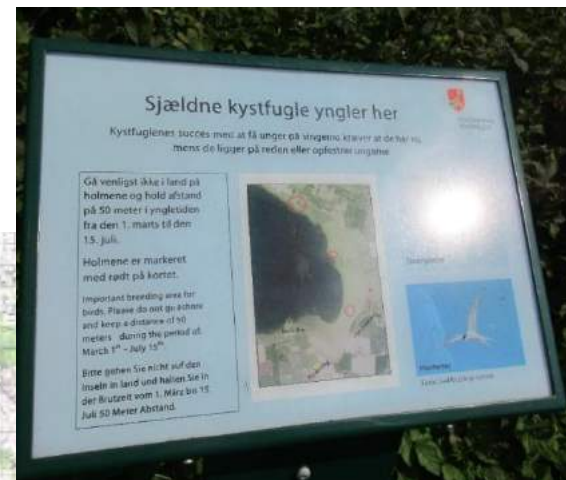 Sjældne kystfugle yngler her
Kystfuglenes succes med at få unger på vingerne kræver at de har ro,
mens de ligger på reden eller opfostrer ungerne
Gå venligst ikke i land på
holmene og hold afstand
på 50 meter i yngletiden
fra den 1. marts til den
15. juli.
Holmene er markeret
med rødt på kortet.
Important breeding area for
birds. Please do not go ashore
and keep a distance of 50
meters during the period of
March 1st - July 15th
Bitte gehen Sie nicht auf den
Inseln in land und halten Sie in
der Brutzeit vom 1. März bis 15.
Juli 50 Meter Abstand.